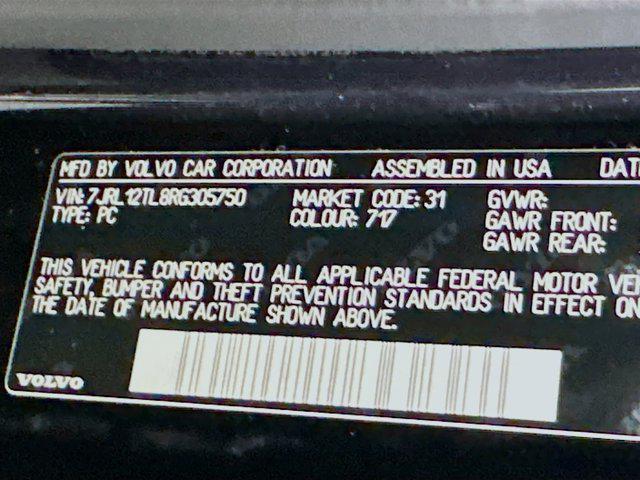 MFD BY VOLVO CAR CORPORATION ASSEMBLED IN USA
VIN: 7JRL12TL8RG305750 MARKET CODE: 31 GVWR:
TYPE: PC COLOUR: 717 GAWR FRONT:
GAWR REAR:
THIS VEHICLE CONFORMS TO ALL APPLICABLE FEDERAL MOTOR
SAFETY, BUMPER AND THEFT PREVENTION STANDARDS IN EFFECT ON
THE DATE OF MANUFACTURE SHOWN ABOVE.
VOLVO